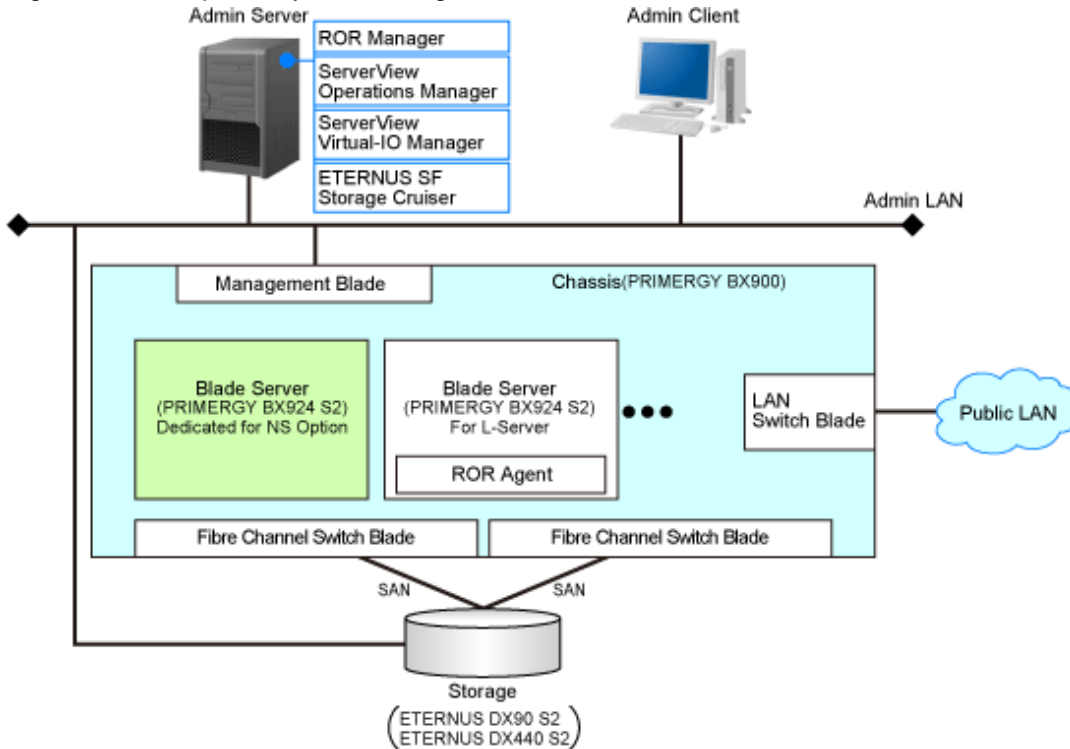 Admin Server
Admin Client
ROR Manager
ServerView
Operations Manager
ServerView
Virtual-IO Manager
ETERNUS SF
Storage Cruiser
Admin LAN
Management Blade
Chassis(PRIMERGY BX900)
Blade Server
(PRIMERGY BX924 S2)
Dedicated for NS Option
Blade Server
(PRIMERGY BX924 S2)
For L-Server
ROR Agent
LAN
Switch Blade
Public LAN
Fibre Channel Switch Blade
Fibre Channel Switch Blade
SAN
SAN
Storage
(ETERNUS DX90 S2
ETERNUS DX440 S2)